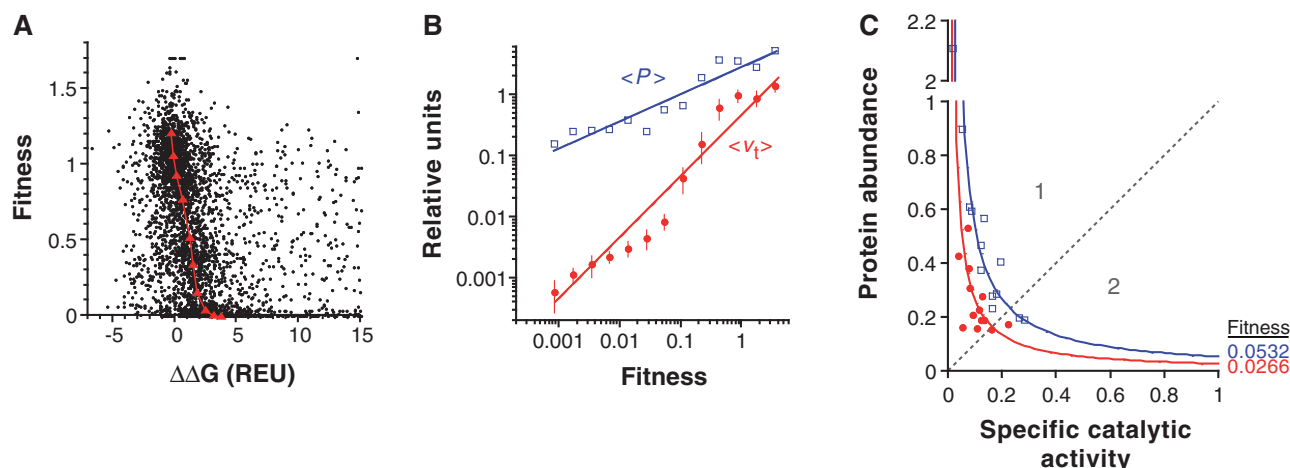 A
Fitness
1.5
1
0.5
0
-5
0
5
10
15
ΔΔG (REU)
B
Relative units
1
0.1
0.01
0.001
<P>
<vt>
0.001
0.01
0.1
1
Fitness
C
Protein abundance
2.2
2
1
0.8
0.6
0.4
0.2
0
1
2
0
0.2
0.4
0.6
0.8
1
Specific catalytic
activity
Fitness
0.0532
0.0266